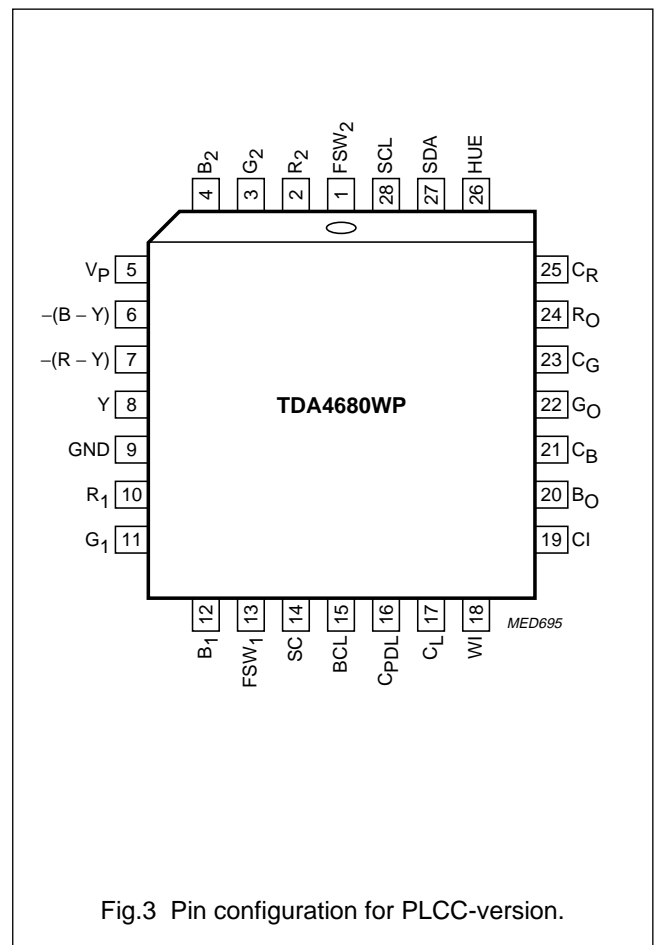 B2 G2 R2 FSW2 SCL SDA HUE
4 3 2 1 28 27 26
VP 5 25 CR
−(B − Y) 6 24 RO
−(R − Y) 7 23 CG
Y 8 TDA4680WP 22 GO
GND 9 21 CB
R1 10 20 BO
G1 11 19 CI
12 13 14 15 16 17 18
B1 FSW1 SC BCL CPDL CL WI
MED695
Fig.3 Pin configuration for PLCC-version.